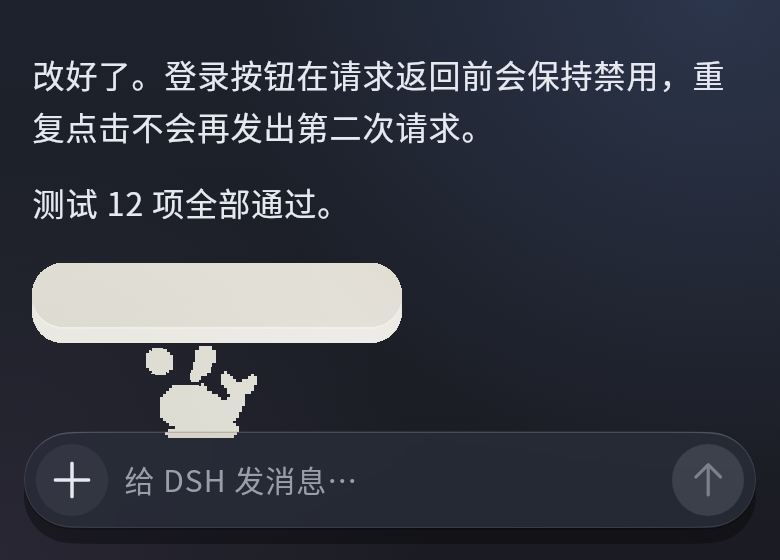 改好了。登录按钮在请求返回前会保持禁用，重
复点击不会再发出第二次请求。
测试 12 项全部通过。
给 DSH 发消息…